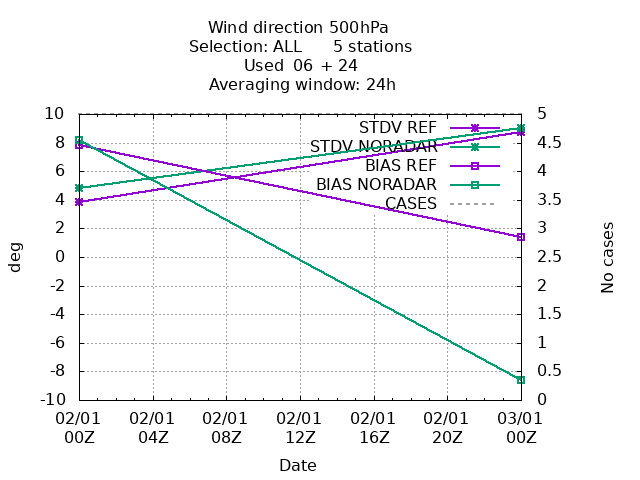 Wind direction 500hPa
Selection: ALL 5 stations
Used 06 + 24
Averaging window: 24h
10 5
STDV REF
8 4.5
STDV NORADAR
BIAS REF
6 4
BIAS NORADAR
4 3.5
CASES
2 3
0 2.5
-2 2
-4 1.5
-6 1
-8 0.5
-10 0
deg
No cases
02/01 02/01 02/01 02/01 02/01 02/01 03/01
00Z 04Z 08Z 12Z 16Z 20Z 00Z
Date